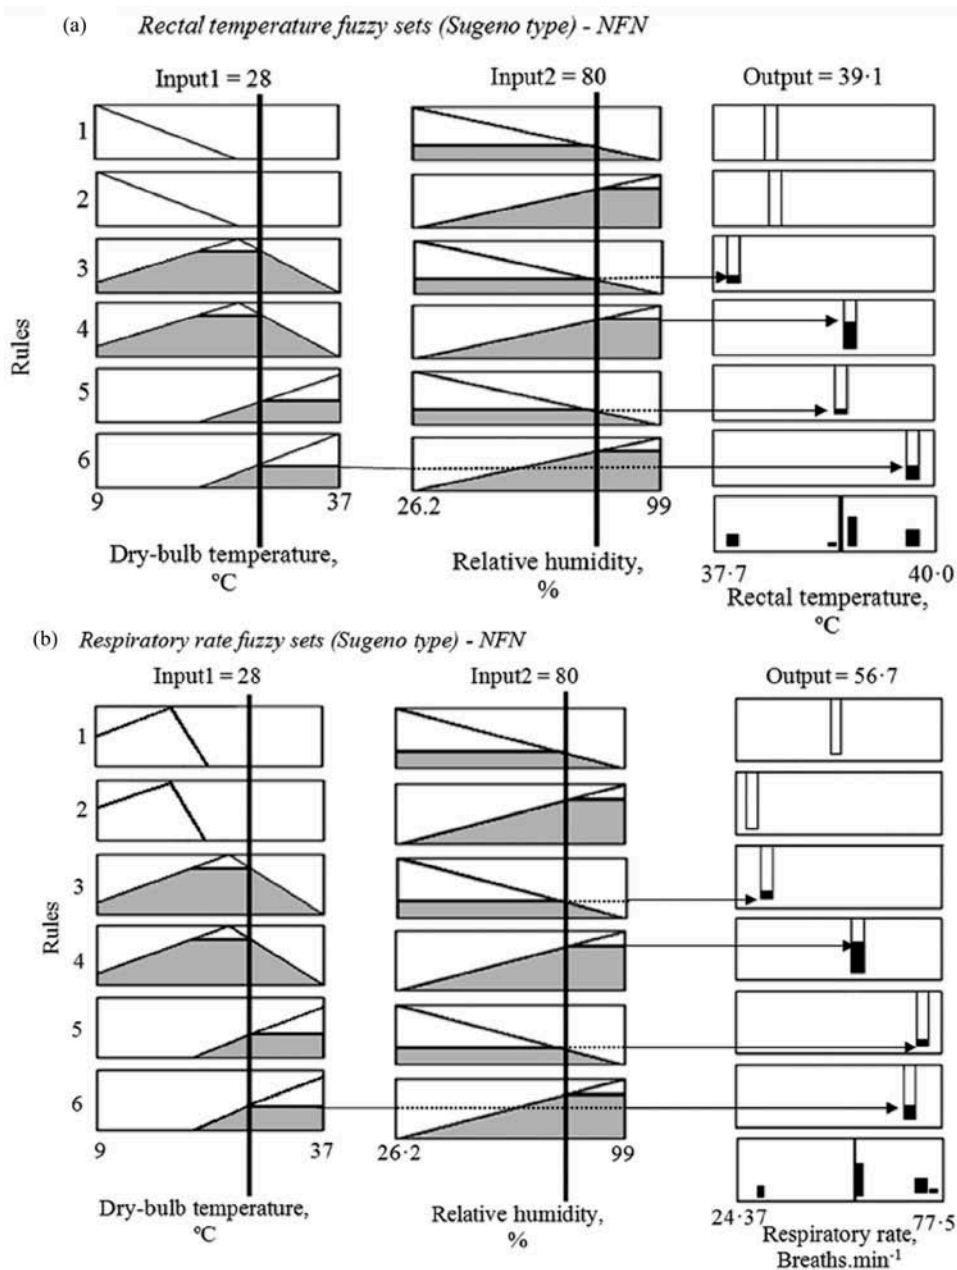 (a) Rectal temperature fuzzy sets (Sugeno type) - NFN
Input1 = 28 Input2 = 80 Output = 39·1
1
2
3
4
5
6
Rules
9 37 26.2 99
37·7 40·0
Dry-bulb temperature, Relative humidity, Rectal temperature,
ºC % ºC
(b) Respiratory rate fuzzy sets (Sugeno type) - NFN
Input1 = 28 Input2 = 80 Output = 56·7
1
2
3
4
5
6
Rules
9 37 26·2 99
24·37 77·5
Dry-bulb temperature, Relative humidity, Respiratory rate,
ºC % Breaths.min-1